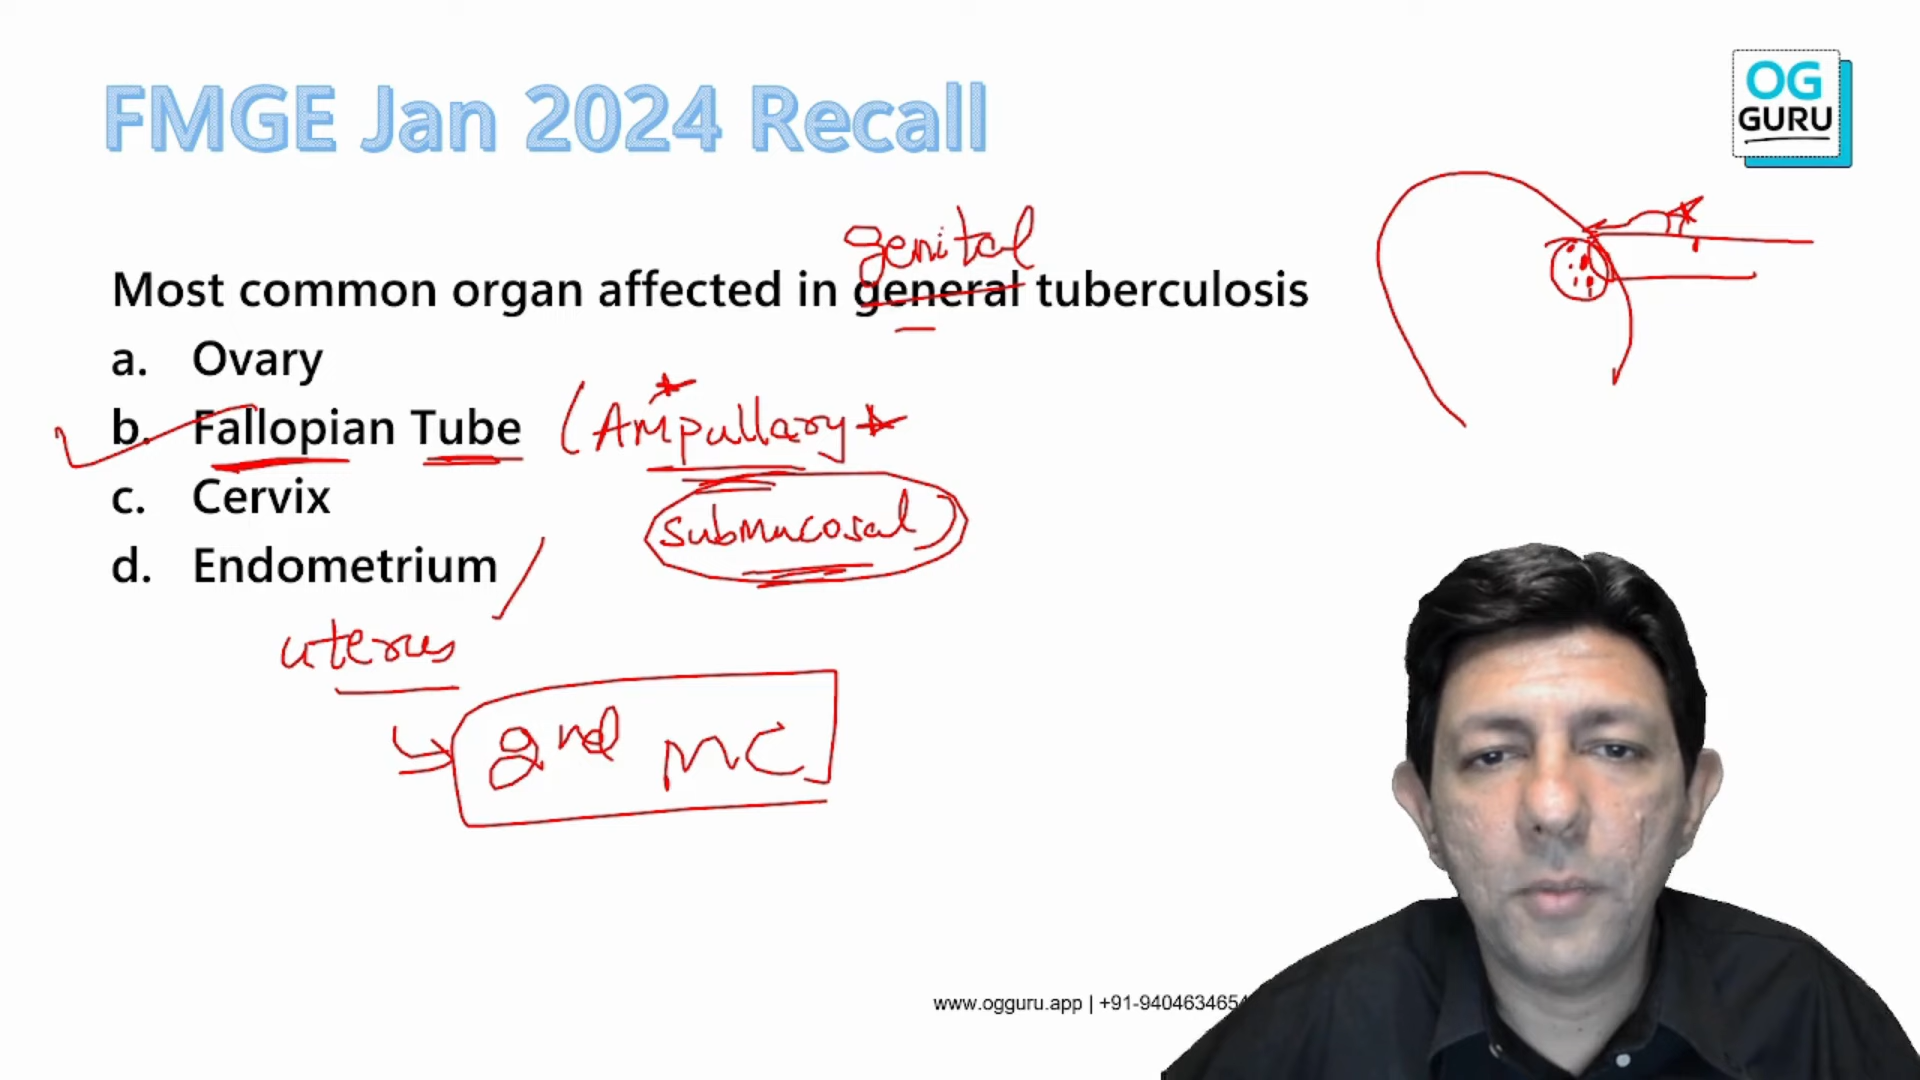 FMGE Jan 2024 Recall
OG
GURU
genital
Most common organ affected in general tuberculosis
a. Ovary
b. Fallopian Tube (Ampullary
c. Cervix
submucosal
d. Endometrium
uterus
2nd MC
www.ogguru.app | +91-9404634654